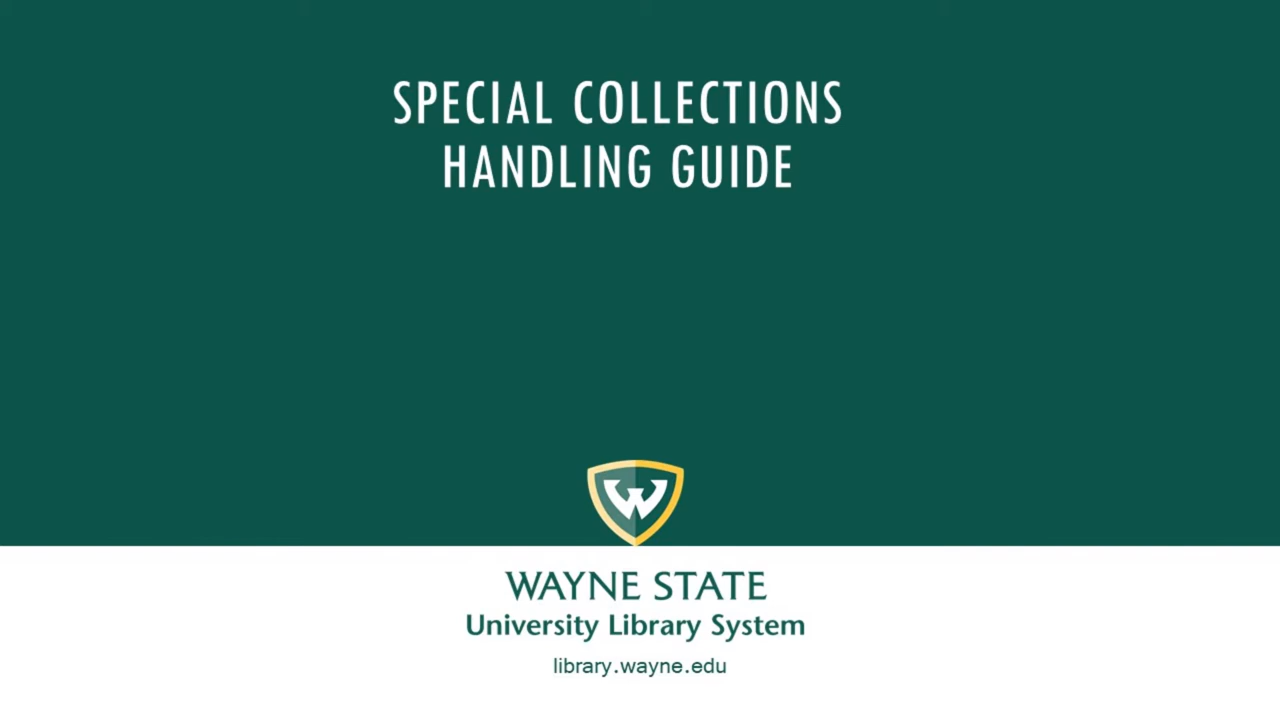 SPECIAL COLLECTIONS
HANDLING GUIDE
W
WAYNE STATE
University Library System
library.wayne.edu